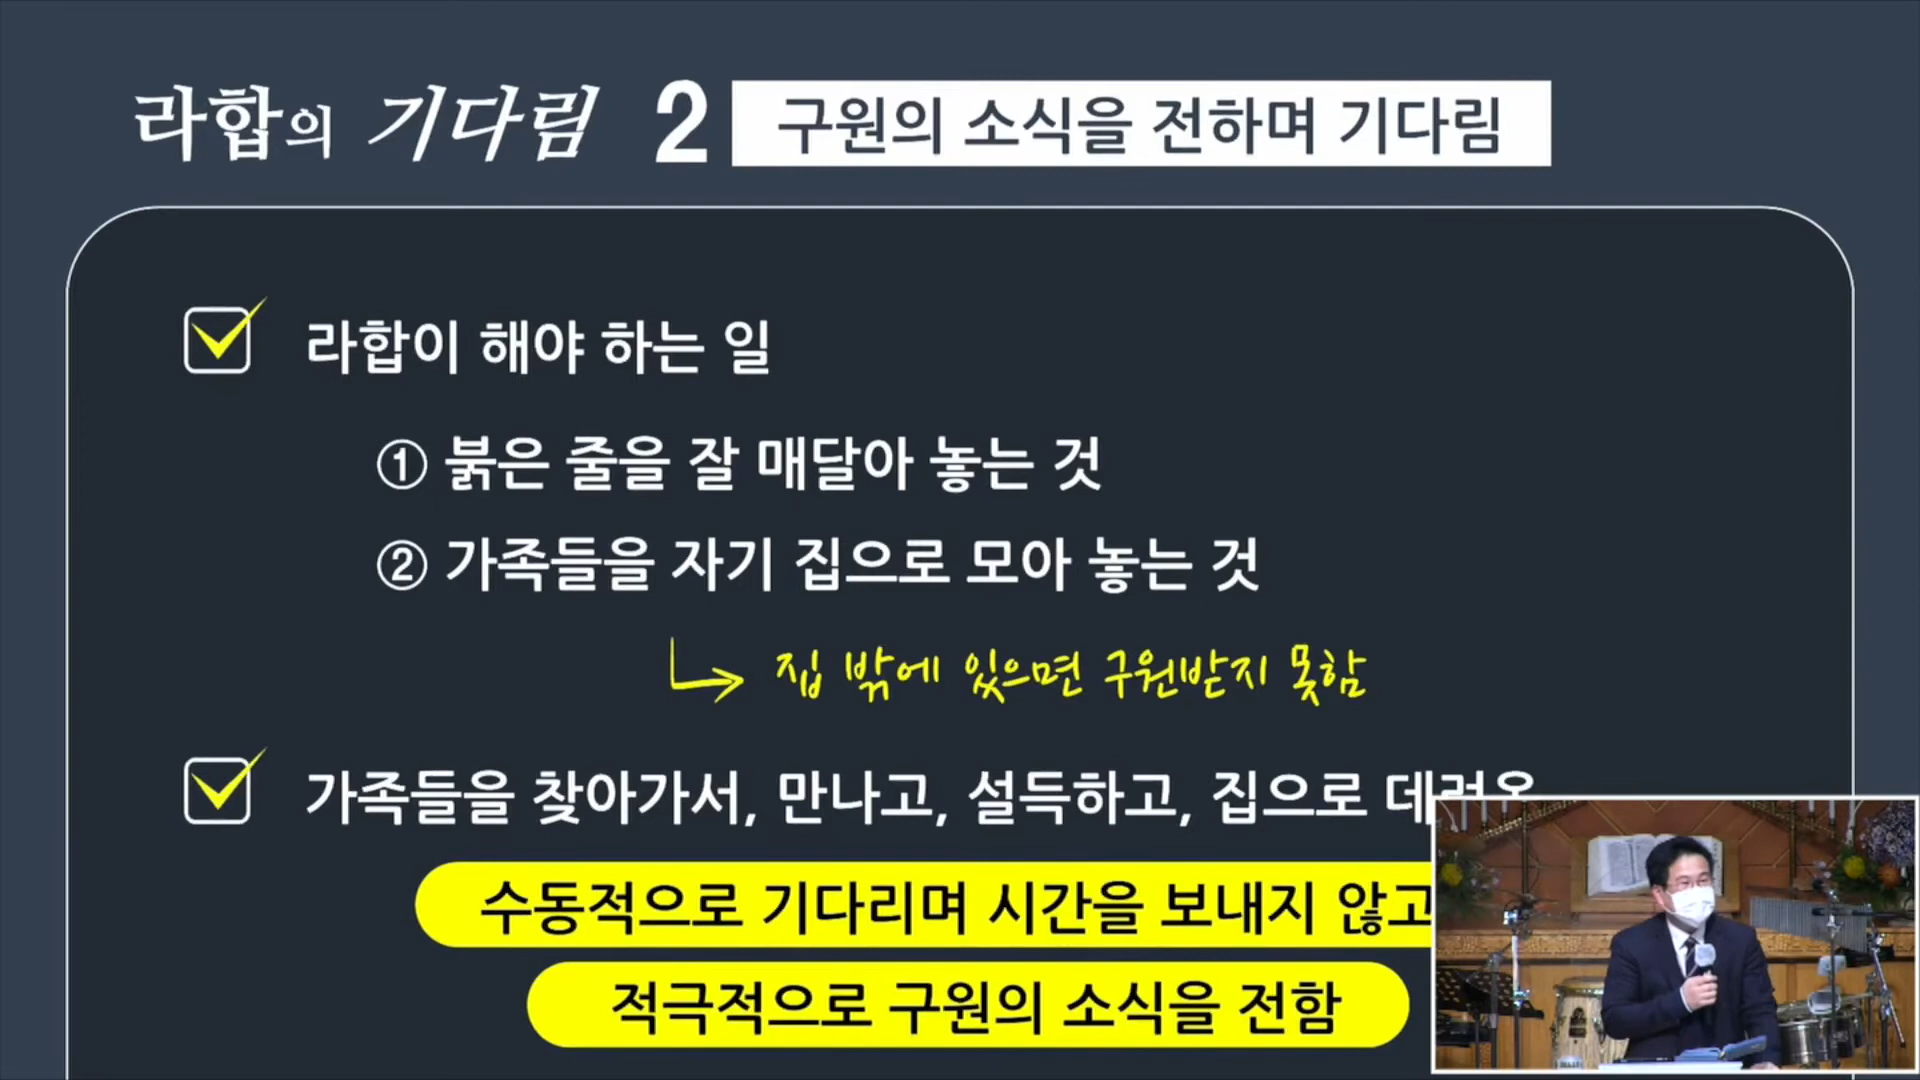 라합의 기다림 2 구원의 소식을 전하며 기다림
라합이 해야 하는 일
① 붉은 줄을 잘 매달아 놓는 것
② 가족들을 자기 집으로 모아 놓는 것
집 밖에 있으면 구원받지 못함
가족들을 찾아가서, 만나고, 설득하고, 집으로 데려옴
수동적으로 기다리며 시간을 보내지 않고
적극적으로 구원의 소식을 전함